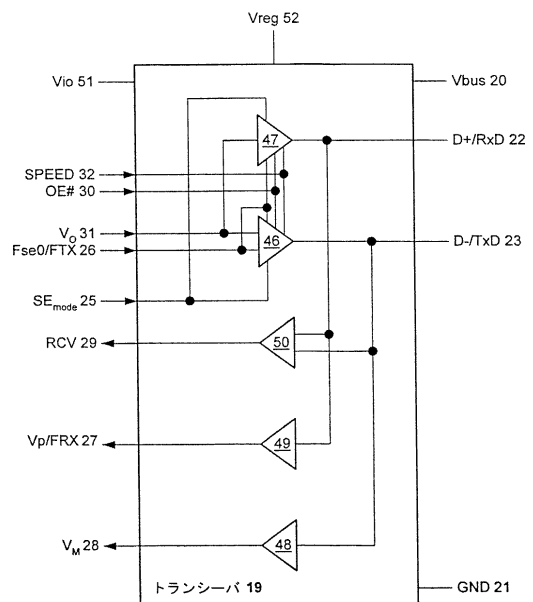 Vreg 52
Vio 51
Vbus 20
47
D+/RxD 22
SPEED 32
OE# 30
V_O 31
46
D-/TxD 23
Fse0/FTX 26
SE_mode 25
RCV 29
50
Vp/FRX 27
49
V_M 28
48
トランシーバ 19
GND 21